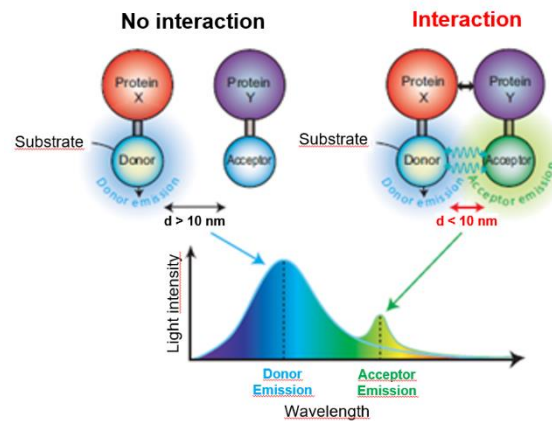 No interaction
Interaction
Protein
X
Protein
Y
Substrate
Donor
Acceptor
Donor emission
d > 10 nm
Protein
X
Protein
Y
Substrate
Donor
Acceptor
Donor emission
Acceptor emission
d < 10 nm
Light intensity
Donor
Emission
Acceptor
Emission
Wavelength